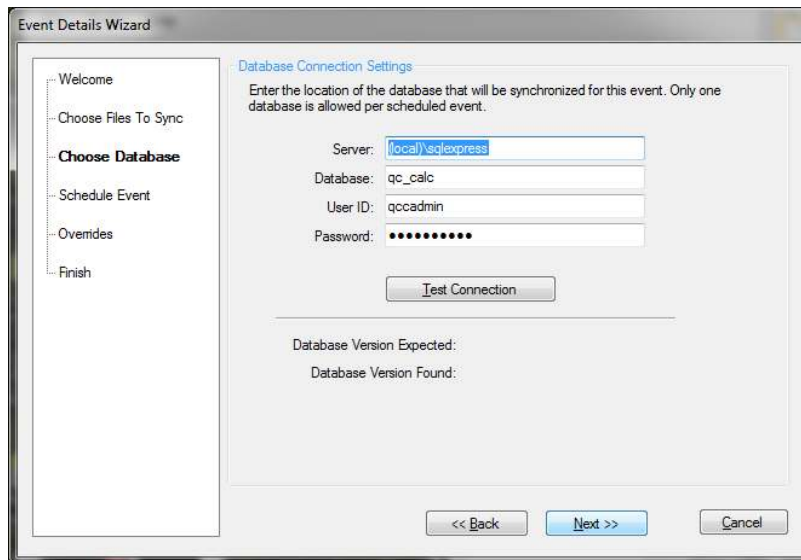 Event Details Wizard
Welcome
Choose Files To Sync
Choose Database
Schedule Event
Overrides
Finish
Database Connection Settings
Enter the location of the database that will be synchronized for this event. Only one
database is allowed per scheduled event.
Server: (local)\sqlexpress
Database: qc_calc
User ID: qccadmin
Password: ●●●●●●●●●●
Test Connection
Database Version Expected:
Database Version Found:
<< Back
Next >>
Cancel